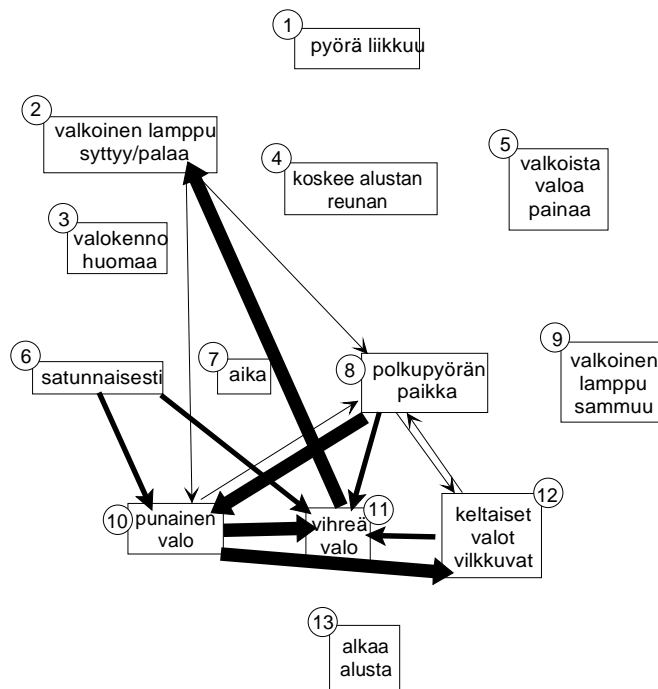 1
pyörä liikkuu
2
valkoinen lamppu
syttyy/palaa
3
valokenno
huomaa
4
koskee alustan
reunan
5
valkoista
valoa
painaa
6
satunnaisesti
7
aika
8
polkupyörän
paikka
9
valkoinen
lamppu
sammuu
10
punainen
valo
11
vihreä
valo
12
keltaiset
valot
vilkkuvat
13
alkaa
alusta